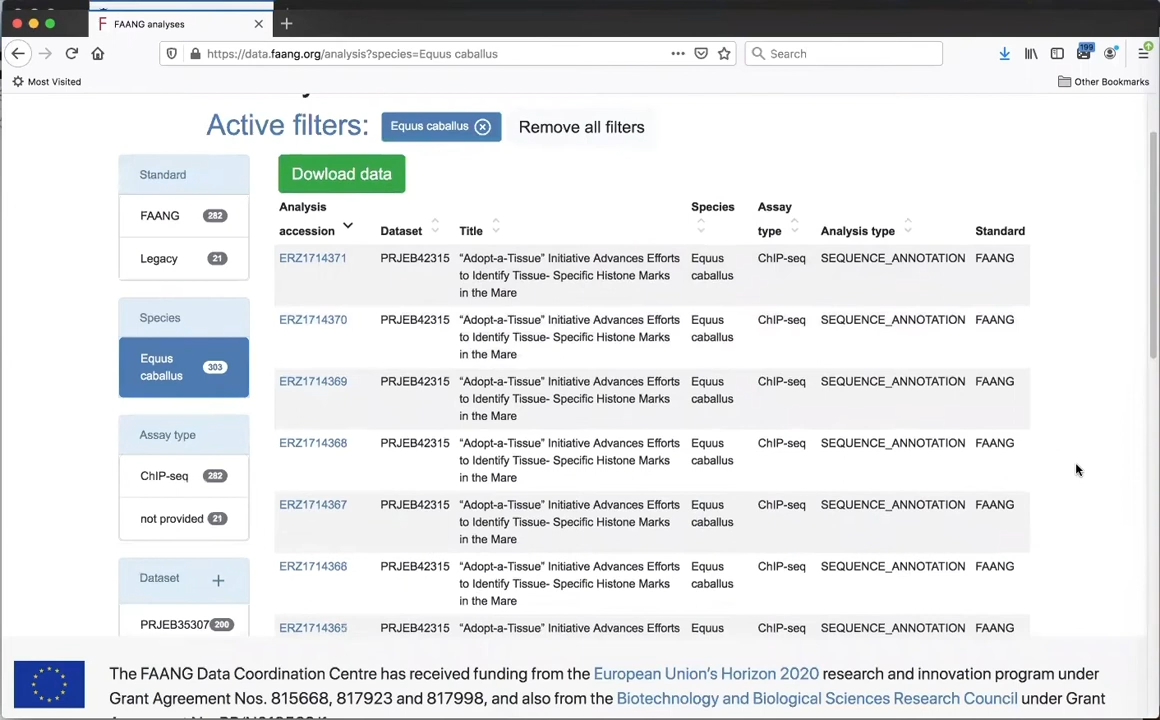 FAANG analyses
https://data.faang.org/analysis?species=Equus caballus
Search
199
Most Visited
Other Bookmarks
Active filters:
Equus caballus
Remove all filters
Standard
FAANG 282
Legacy 21
Species
Equus
caballus
303
Assay type
ChIP-seq 282
not provided 21
Dataset
PRJEB35307 200
Dowload data
Analysis
accession
Dataset
Title
Species
Assay
type
Analysis type
Standard
ERZ1714371 PRJEB42315 “Adopt-a-Tissue” Initiative Advances Efforts Equus ChIP-seq SEQUENCE_ANNOTATION FAANG
to Identify Tissue- Specific Histone Marks caballus
in the Mare
ERZ1714370 PRJEB42315 “Adopt-a-Tissue” Initiative Advances Efforts Equus ChIP-seq SEQUENCE_ANNOTATION FAANG
to Identify Tissue- Specific Histone Marks caballus
in the Mare
ERZ1714369 PRJEB42315 “Adopt-a-Tissue” Initiative Advances Efforts Equus ChIP-seq SEQUENCE_ANNOTATION FAANG
to Identify Tissue- Specific Histone Marks caballus
in the Mare
ERZ1714368 PRJEB42315 “Adopt-a-Tissue” Initiative Advances Efforts Equus ChIP-seq SEQUENCE_ANNOTATION FAANG
to Identify Tissue- Specific Histone Marks caballus
in the Mare
ERZ1714367 PRJEB42315 “Adopt-a-Tissue” Initiative Advances Efforts Equus ChIP-seq SEQUENCE_ANNOTATION FAANG
to Identify Tissue- Specific Histone Marks caballus
in the Mare
ERZ1714366 PRJEB42315 “Adopt-a-Tissue” Initiative Advances Efforts Equus ChIP-seq SEQUENCE_ANNOTATION FAANG
to Identify Tissue- Specific Histone Marks caballus
in the Mare
ERZ1714365 PRJEB42315 “Adopt-a-Tissue” Initiative Advances Efforts Equus ChIP-seq SEQUENCE_ANNOTATION FAANG
The FAANG Data Coordination Centre has received funding from the European Union’s Horizon 2020 research and innovation program under
Grant Agreement Nos. 815668, 817923 and 817998, and also from the Biotechnology and Biological Sciences Research Council under Grant